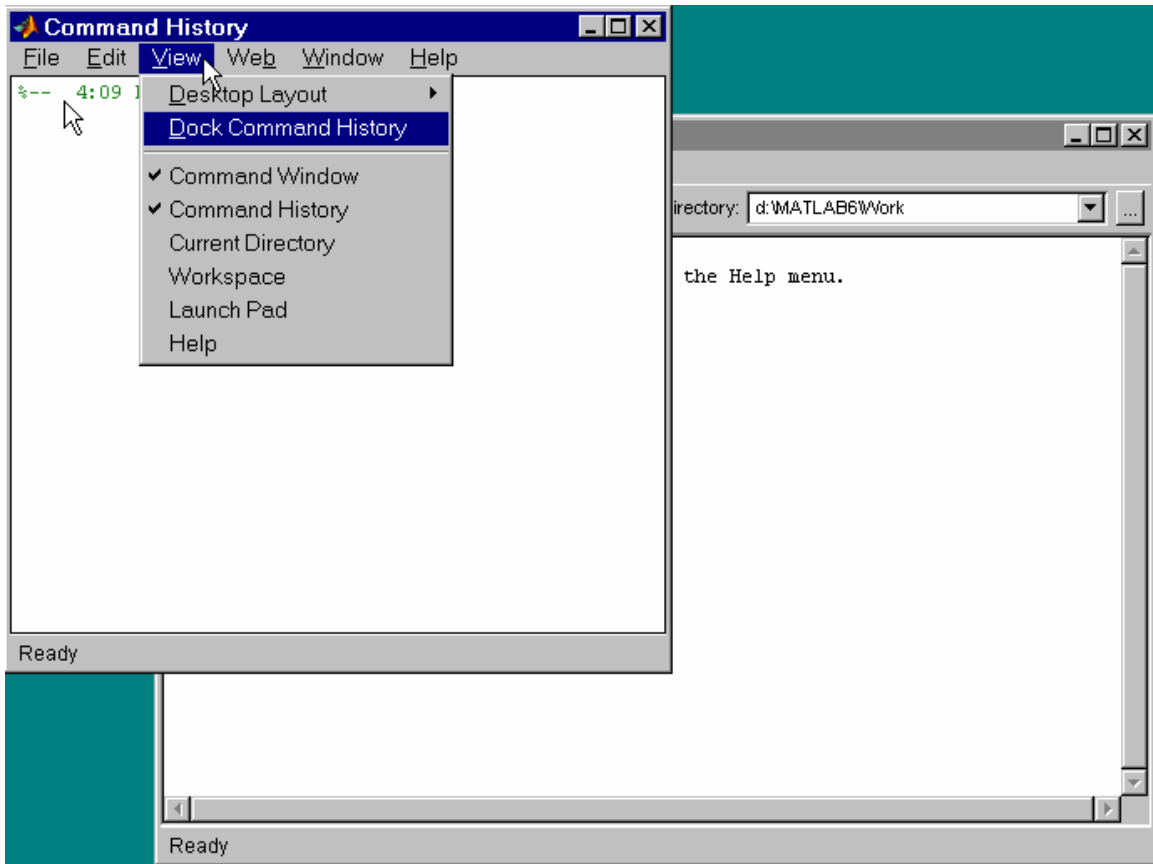 Command History
File Edit View Web Window Help
%-- 4:09
Desktop Layout
Dock Command History
Command Window
Command History
Current Directory
Workspace
Launch Pad
Help
irectory: d:\MATLAB6\Work ...
the Help menu.
Ready
Ready